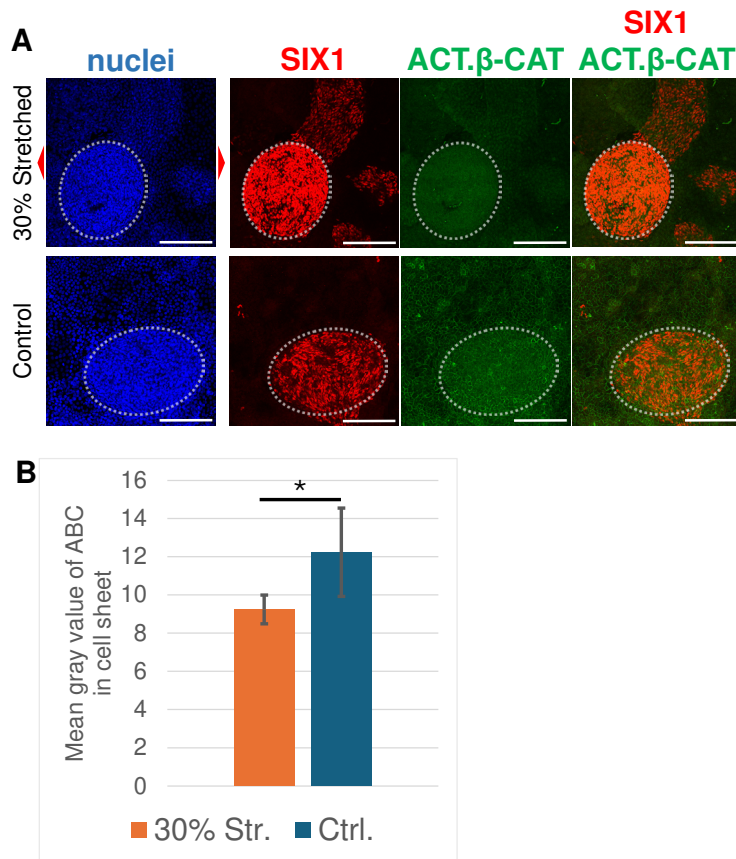 A
nuclei
SIX1
ACT.β-CAT
SIX1
ACT.β-CAT
30% Stretched
Control
B
16
14
12
10
8
6
4
2
0
*
Mean gray value of ABC
in cell sheet
30% Str.
Ctrl.